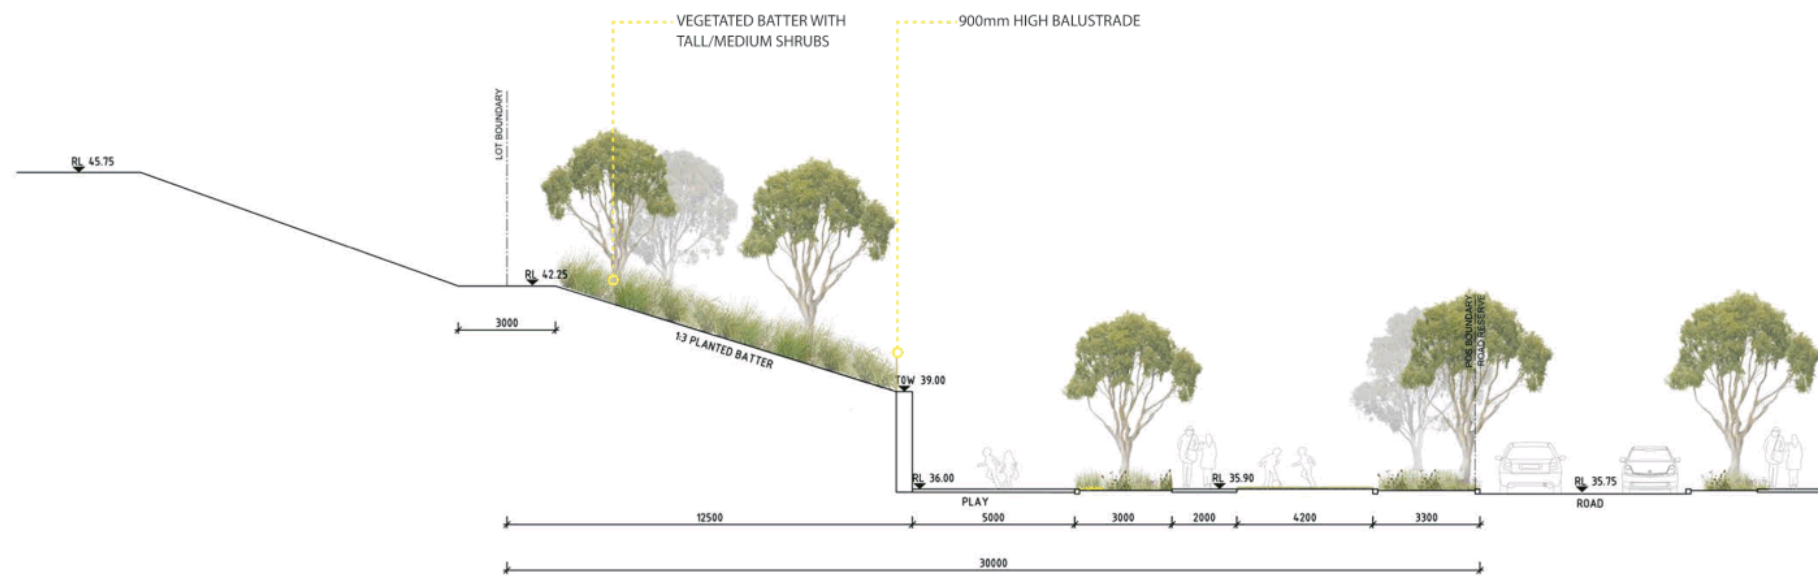 VEGETATED BATTER WITH
TALL/MEDIUM SHRUBS
900mm HIGH BALUSTRADE
LOT BOUNDARY
RL 45.75
RL 42.25
3000
1:3 PLANTED BATTER
TOW 39.00
POS BOUNDARY
ROAD RESERVE
RL 36.00
RL 35.90
RL 35.75
PLAY
ROAD
12500
5000
3000
2000
4200
3300
30000